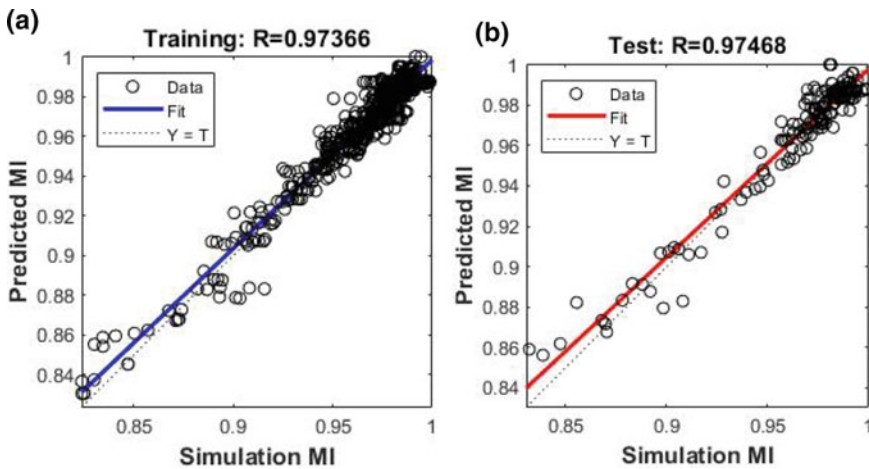 (a)
Training: R=0.97366
Predicted MI
1
0.98
0.96
0.94
0.92
0.9
0.88
0.86
0.84
Data
Fit
Y = T
0.85
0.9
0.95
1
Simulation MI
(b)
Test: R=0.97468
Predicted MI
1
0.98
0.96
0.94
0.92
0.9
0.88
0.86
0.84
Data
Fit
Y = T
0.85
0.9
0.95
1
Simulation MI